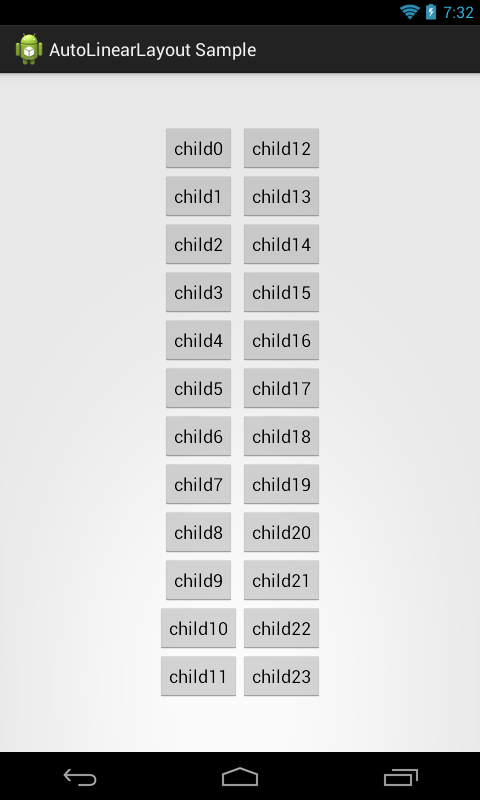 7:32
AutoLinearLayout Sample
child0 child12
child1 child13
child2 child14
child3 child15
child4 child16
child5 child17
child6 child18
child7 child19
child8 child20
child9 child21
child10 child22
child11 child23